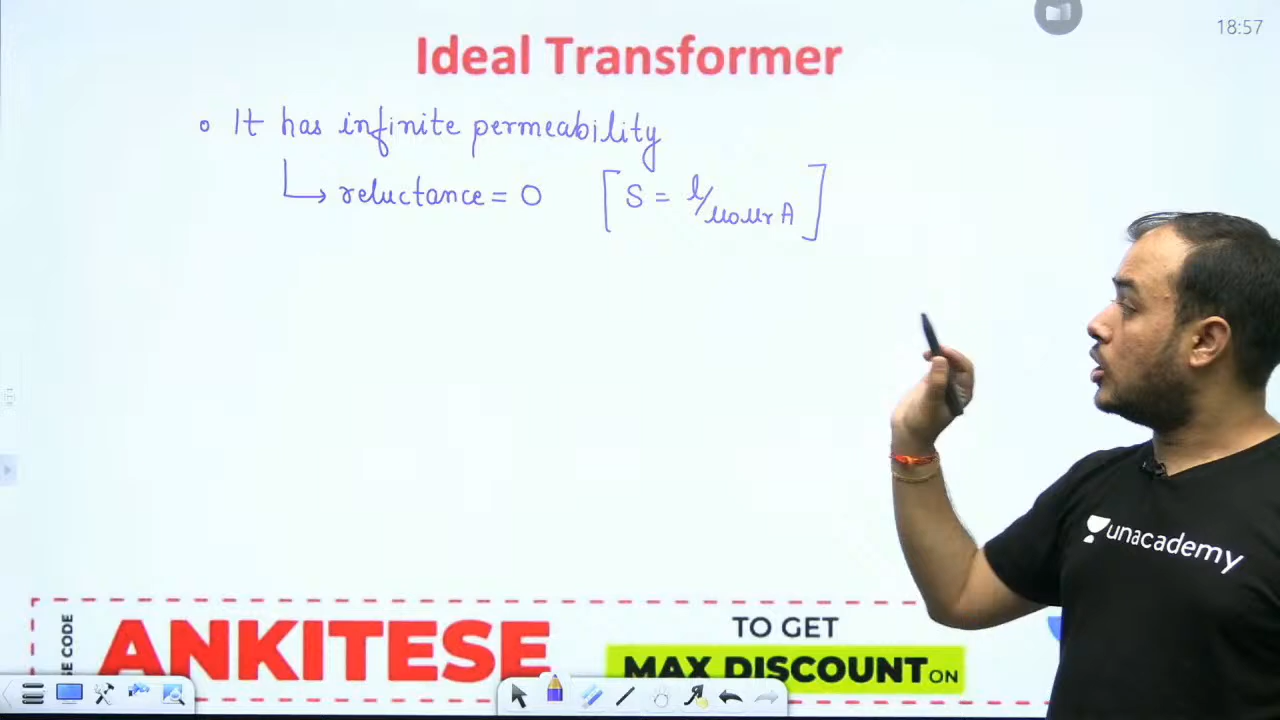 18:57
Ideal Transformer
∘ It has infinite permeability
↳ reluctance = 0 [S = l/μ0μr A]
unacademy
SE CODE
ANKITESE
TO GET
MAX DISCOUNT ON